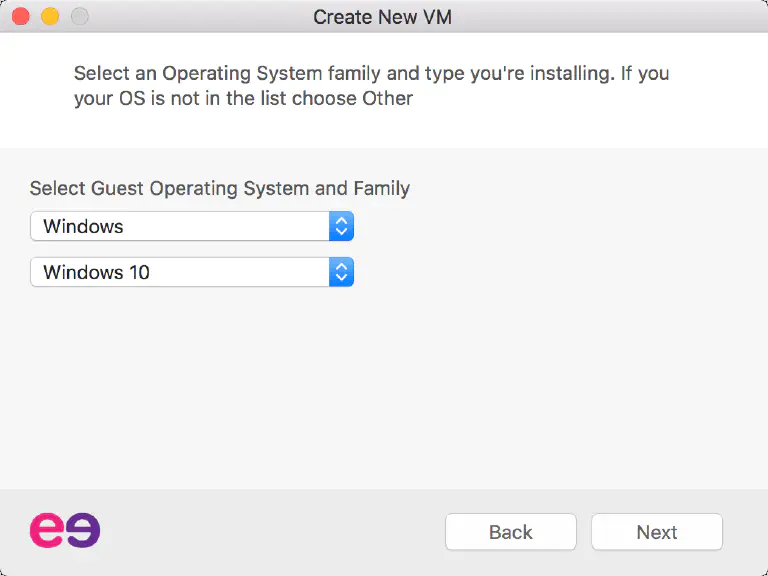 Create New VM
Select an Operating System family and type you're installing. If you
your OS is not in the list choose Other
Select Guest Operating System and Family
Windows
Windows 10
Back
Next